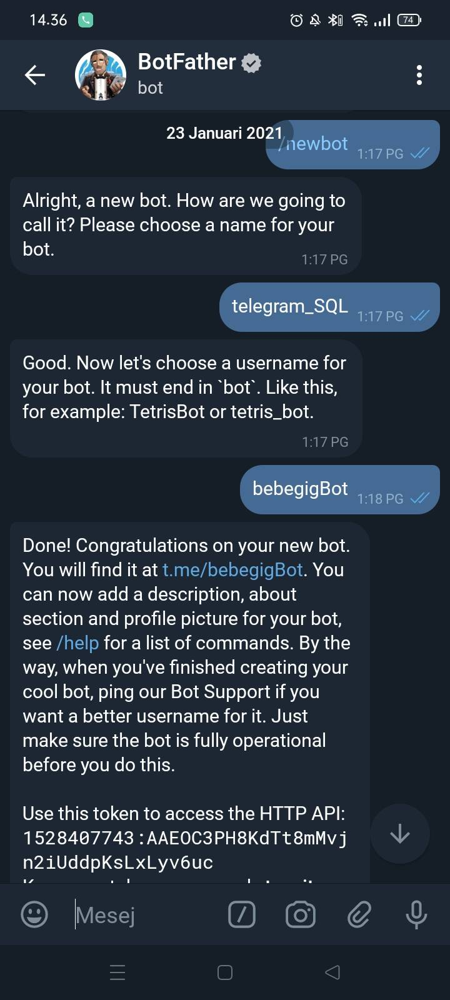 14.36
74
BotFather
bot
23 Januari 2021
/newbot 1:17 PG
Alright, a new bot. How are we going to
call it? Please choose a name for your
bot.
1:17 PG
telegram_SQL 1:17 PG
Good. Now let's choose a username for
your bot. It must end in `bot`. Like this,
for example: TetrisBot or tetris_bot.
1:17 PG
bebegigBot 1:18 PG
Done! Congratulations on your new bot.
You will find it at t.me/bebegigBot. You
can now add a description, about
section and profile picture for your bot,
see /help for a list of commands. By the
way, when you've finished creating your
cool bot, ping our Bot Support if you
want a better username for it. Just
make sure the bot is fully operational
before you do this.
Use this token to access the HTTP API:
1528407743:AAEOC3PH8KdTt8mMvj
n2iUddpKsLxLyv6uc
Mesej